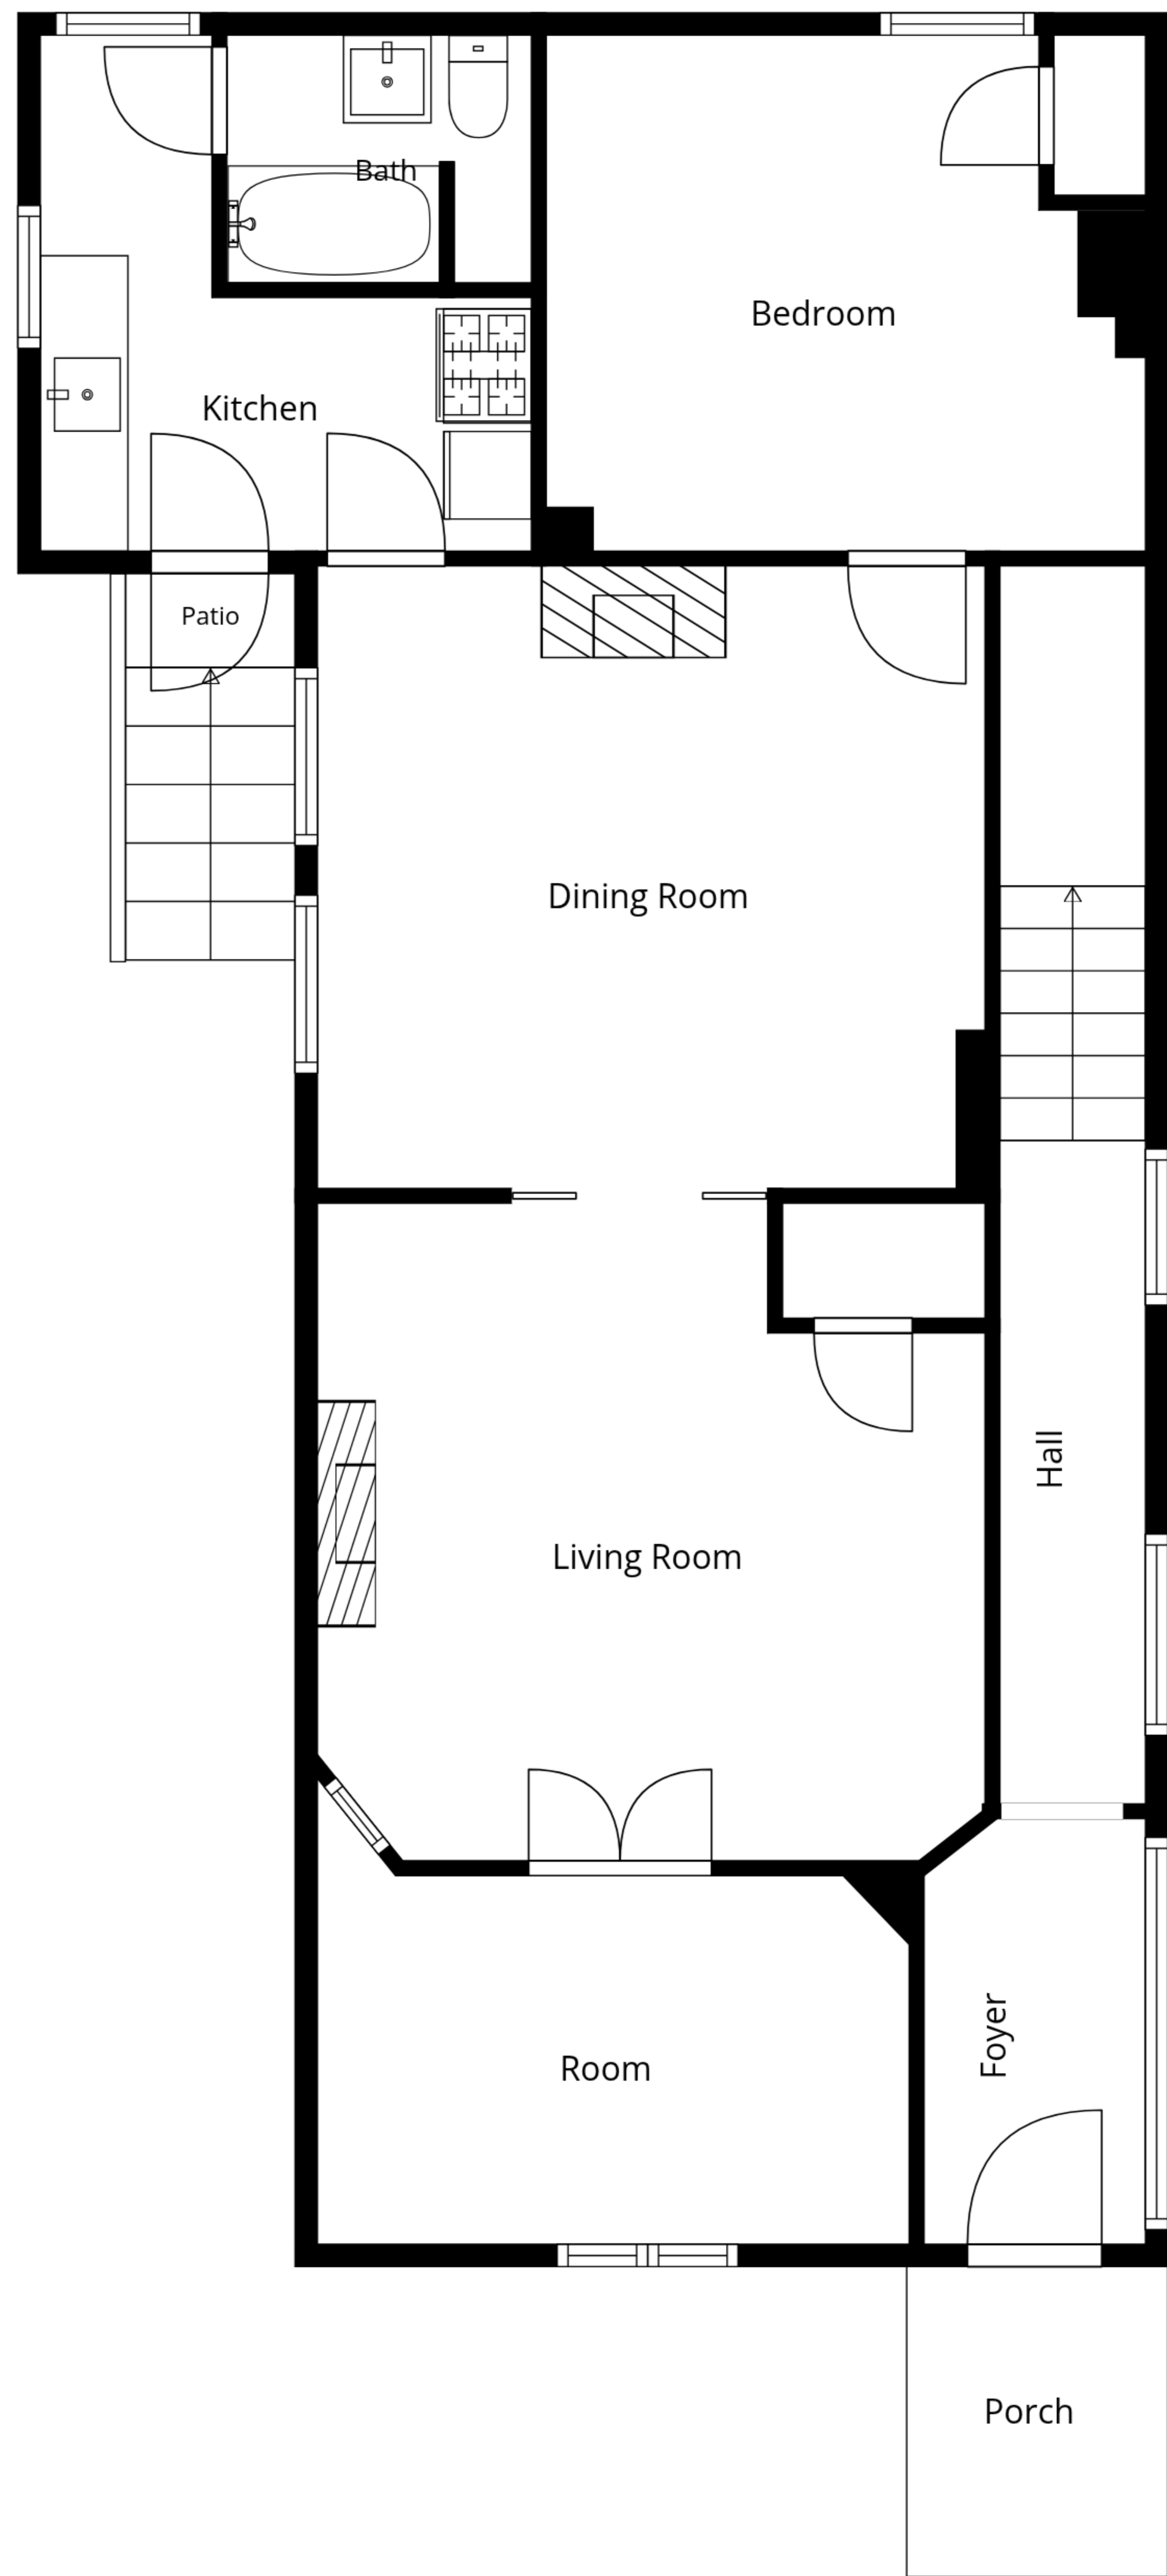 Bath
Bedroom
Kitchen
Patio
Dining Room
Hall
Living Room
Foyer
Room
Porch